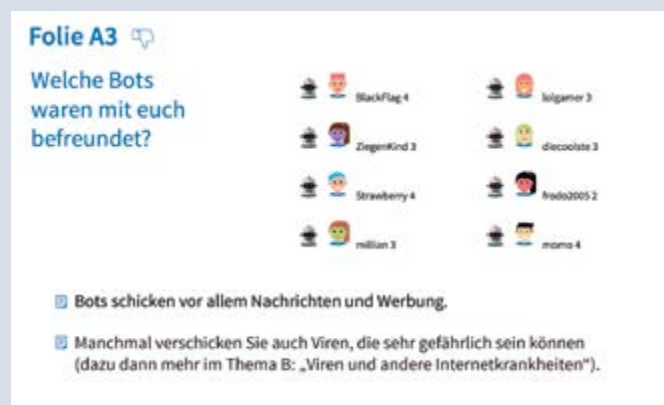 Folie A3
Welche Bots
waren mit euch
befreundet?
BlackFlag 4
lolgamer 3
ZiegenKind 3
diecoolste 3
Strawberry 4
frodo2005 2
millian 3
momo 4
Bots schicken vor allem Nachrichten und Werbung.
Manchmal verschicken Sie auch Viren, die sehr gefährlich sein können
(dazu dann mehr im Thema B: „Viren und andere Internetkrankheiten“).